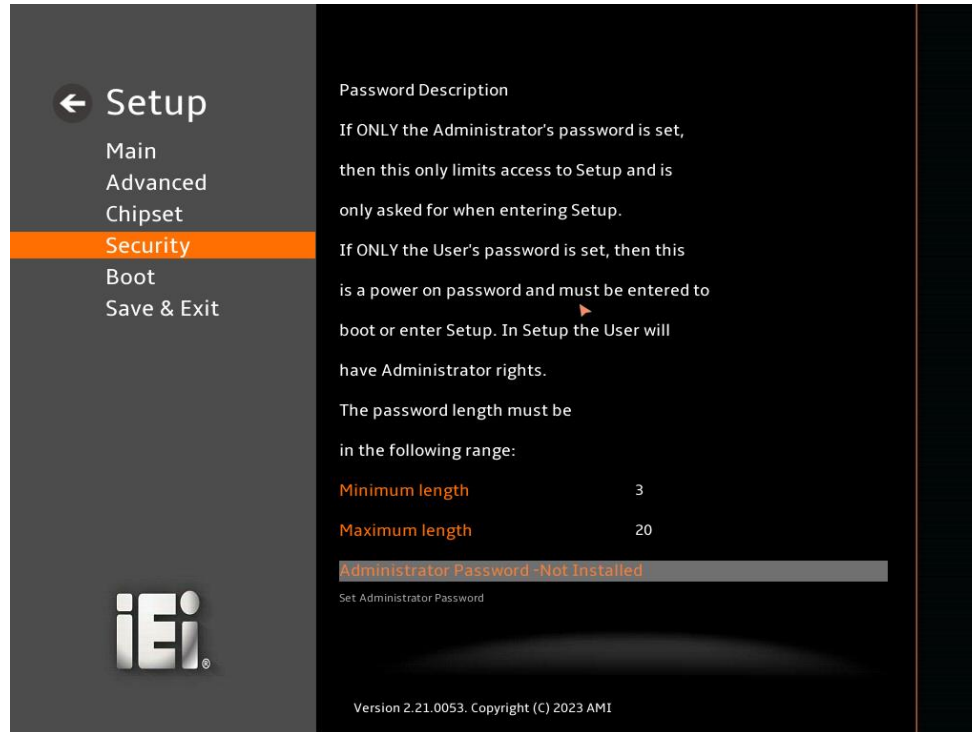 Setup
Main
Advanced
Chipset
Security
Boot
Save & Exit
iEi®
Password Description
If ONLY the Administrator's password is set,
then this only limits access to Setup and is
only asked for when entering Setup.
If ONLY the User's password is set, then this
is a power on password and must be entered to
boot or enter Setup. In Setup the User will
have Administrator rights.
The password length must be
in the following range:
Minimum length 3
Maximum length 20
Administrator Password -Not Installed
Set Administrator Password
Version 2.21.0053. Copyright (C) 2023 AMI